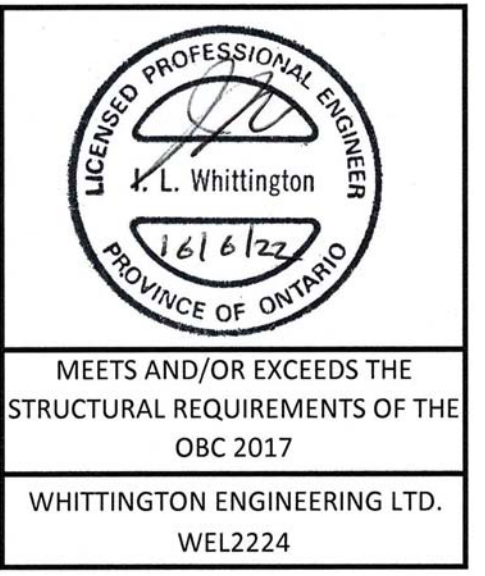 LICENSED PROFESSIONAL ENGINEER
I. L. Whittington
16/6/22
PROVINCE OF ONTARIO
MEETS AND/OR EXCEEDS THE
STRUCTURAL REQUIREMENTS OF THE
OBC 2017
WHITTINGTON ENGINEERING LTD.
WEL2224